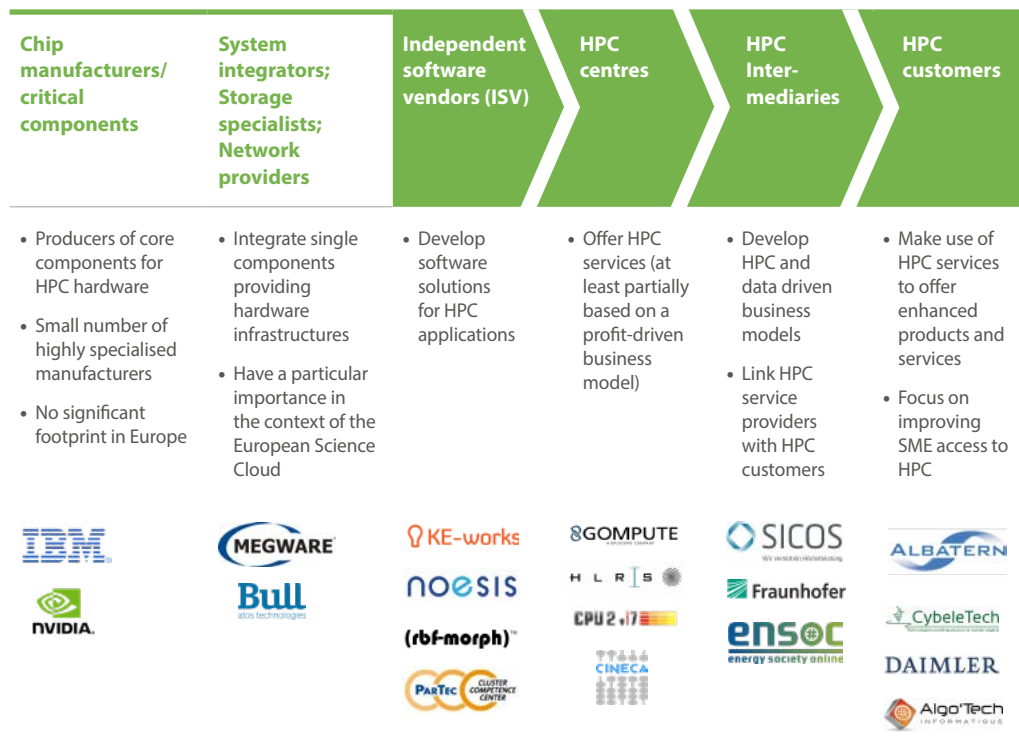 Chip
manufacturers/
critical
components
System
integrators;
Storage
specialists;
Network
providers
Independent
software
vendors (ISV)
HPC
centres
HPC
Inter-
mediaries
HPC
customers
• Producers of core
components for
HPC hardware
• Small number of
highly specialised
manufacturers
• No significant
footprint in Europe
• Integrate single
components
providing
hardware
infrastructures
• Have a particular
importance in
the context of the
European Science
Cloud
• Develop
software
solutions
for HPC
applications
• Offer HPC
services (at
least partially
based on a
profit-driven
business
model)
• Develop
HPC and
data driven
business
models
• Link HPC
service
providers
with HPC
customers
• Make use of
HPC services
to offer
enhanced
products and
services
• Focus on
improving
SME access to
HPC
IBM
NVIDIA.
MEGWARE
Bull
atos technologies
KE-works
noesis
(rbf-morph)™
PARTEC CLUSTER
COMPETENCE
CENTER
GOMPUTE
HLRIS
CPU 2.17
CINECA
SICOS
Fraunhofer
ensoc
energy society online
ALBATERN
CybeleTech
DAIMLER
Algo'Tech
INFORMATIQUE